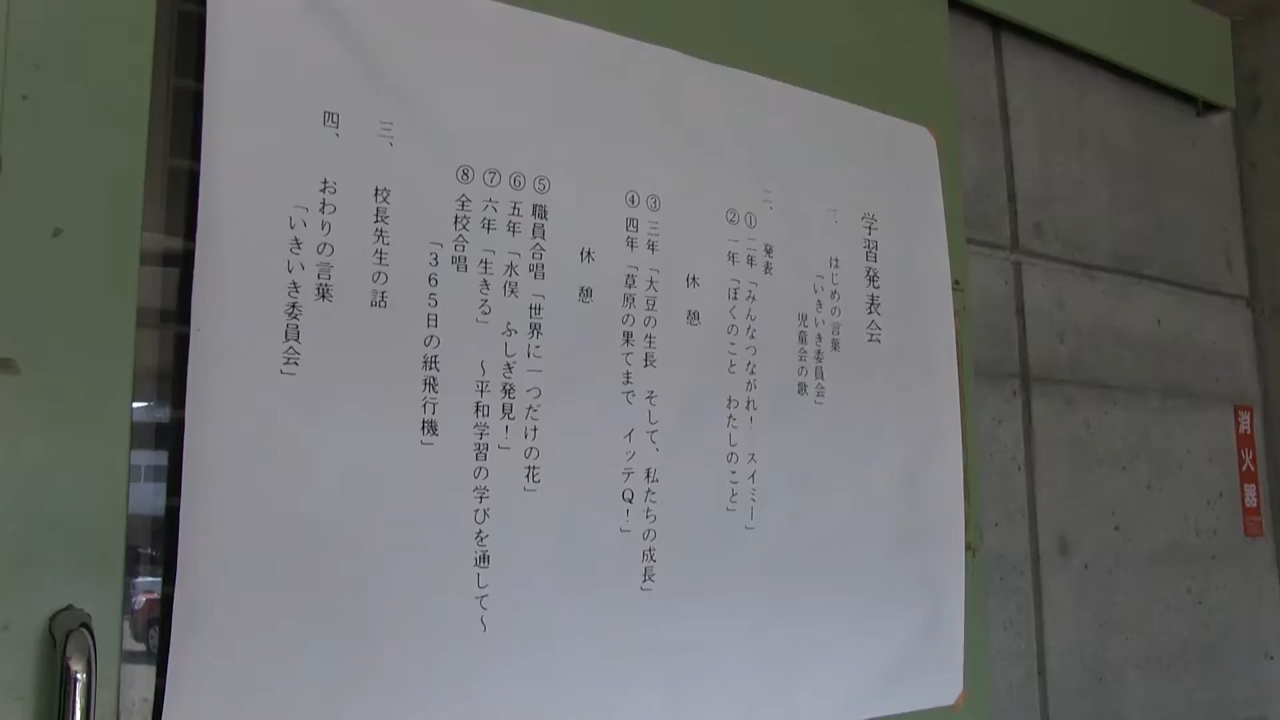 学習発表会
一、 はじめの言葉
「いきいき委員会」
児童会の歌
二、 発表
① 二年「みんなつながれ! スイミー」
② 一年「ぼくのこと わたしのこと」
休 憩
③ 三年「大豆の生長 そして、私たちの成長」
④ 四年「草原の果てまで イッテQ!」
休 憩
⑤ 職員合唱「世界に一つだけの花」
⑥ 五年「水俣 ふしぎ発見!」
⑦ 六年「生きる」 ～平和学習の学びを通して～
⑧ 全校合唱
「365日の紙飛行機」
三、 校長先生の話
四、 おわりの言葉
「いきいき委員会」
消火器